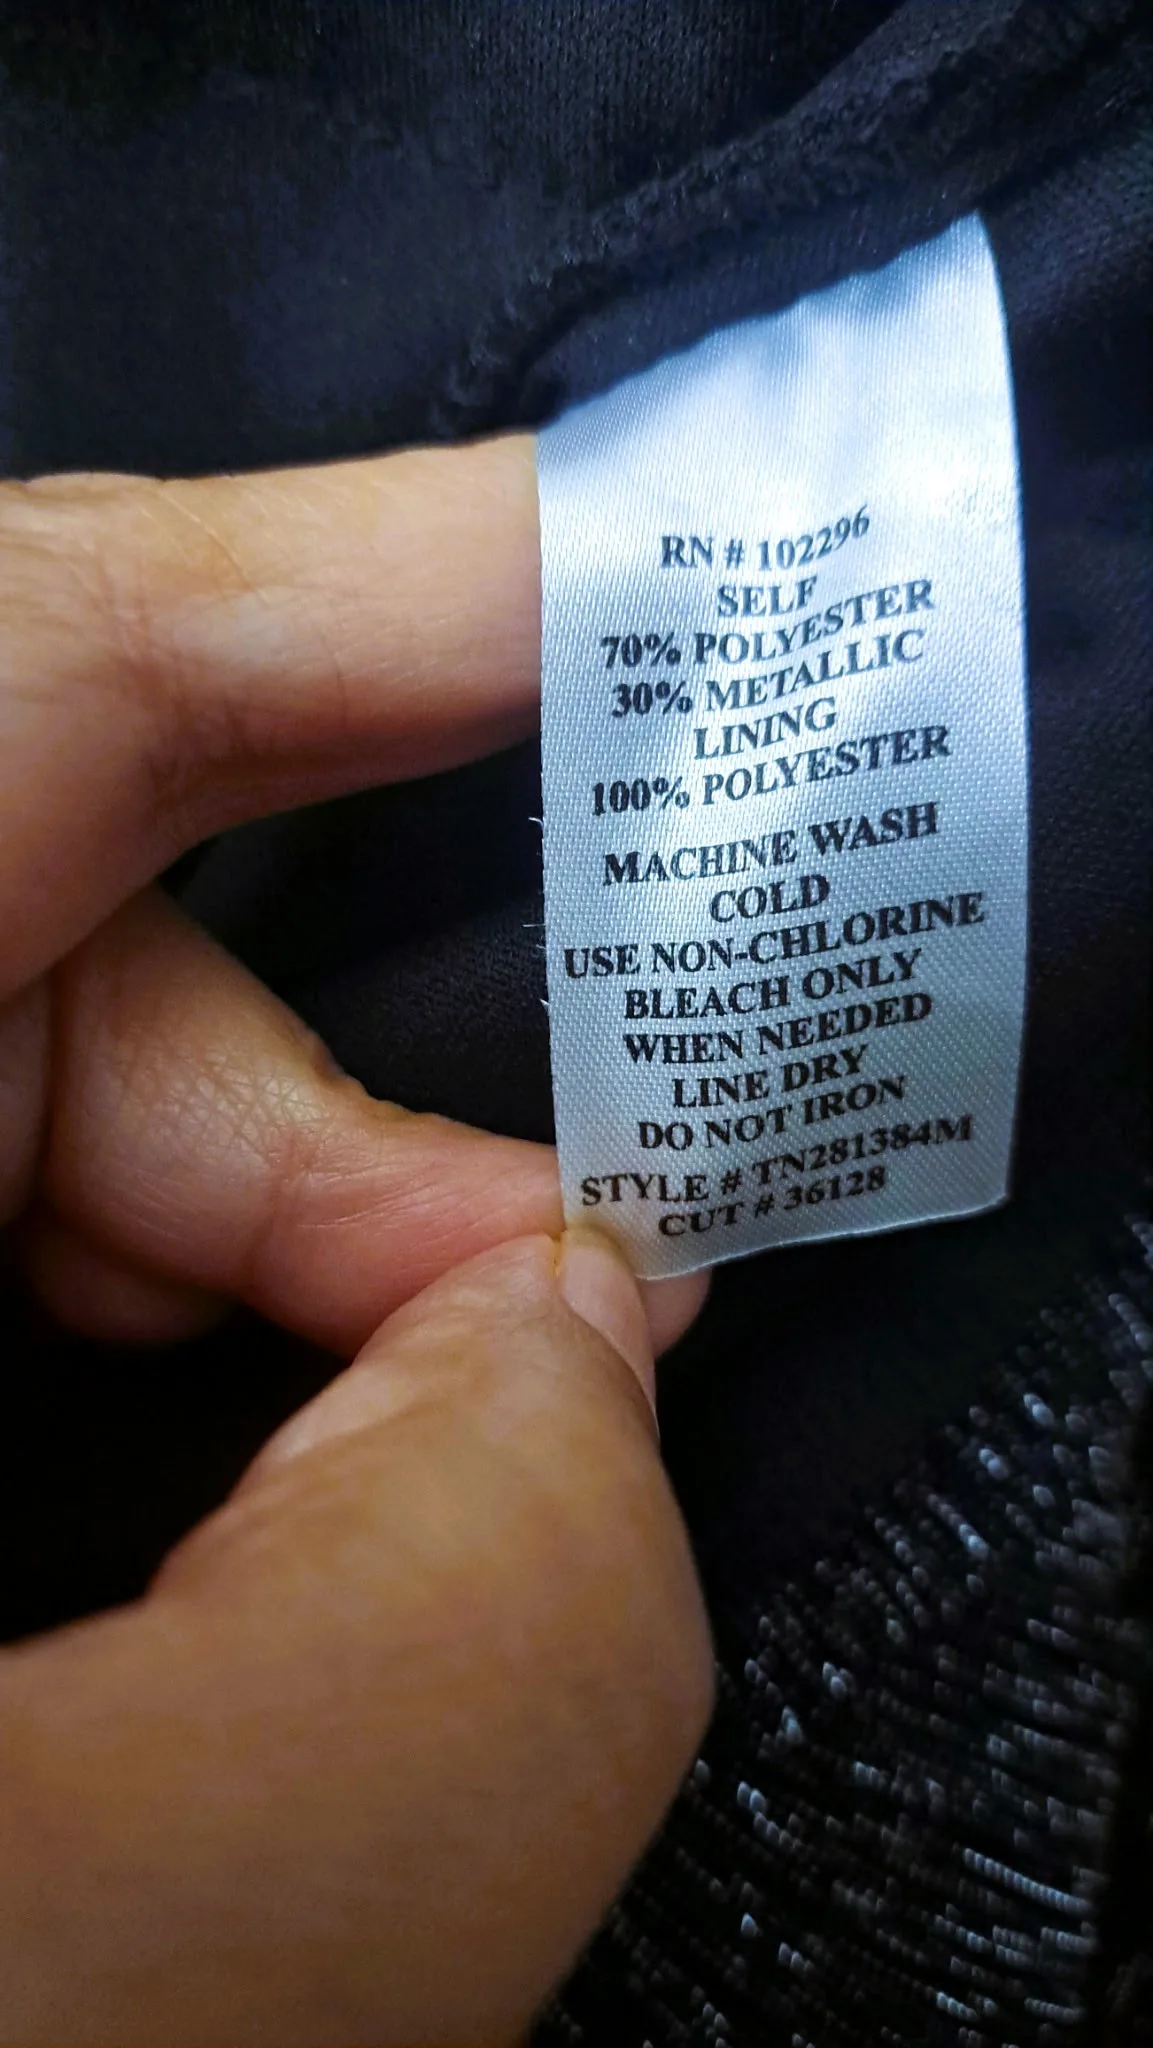 RN # 102296
SELF
70% POLYESTER
30% METALLIC
LINING
100% POLYESTER
MACHINE WASH
COLD
USE NON-CHLORINE
BLEACH ONLY
WHEN NEEDED
LINE DRY
DO NOT IRON
STYLE # TN281384M
CUT # 36128